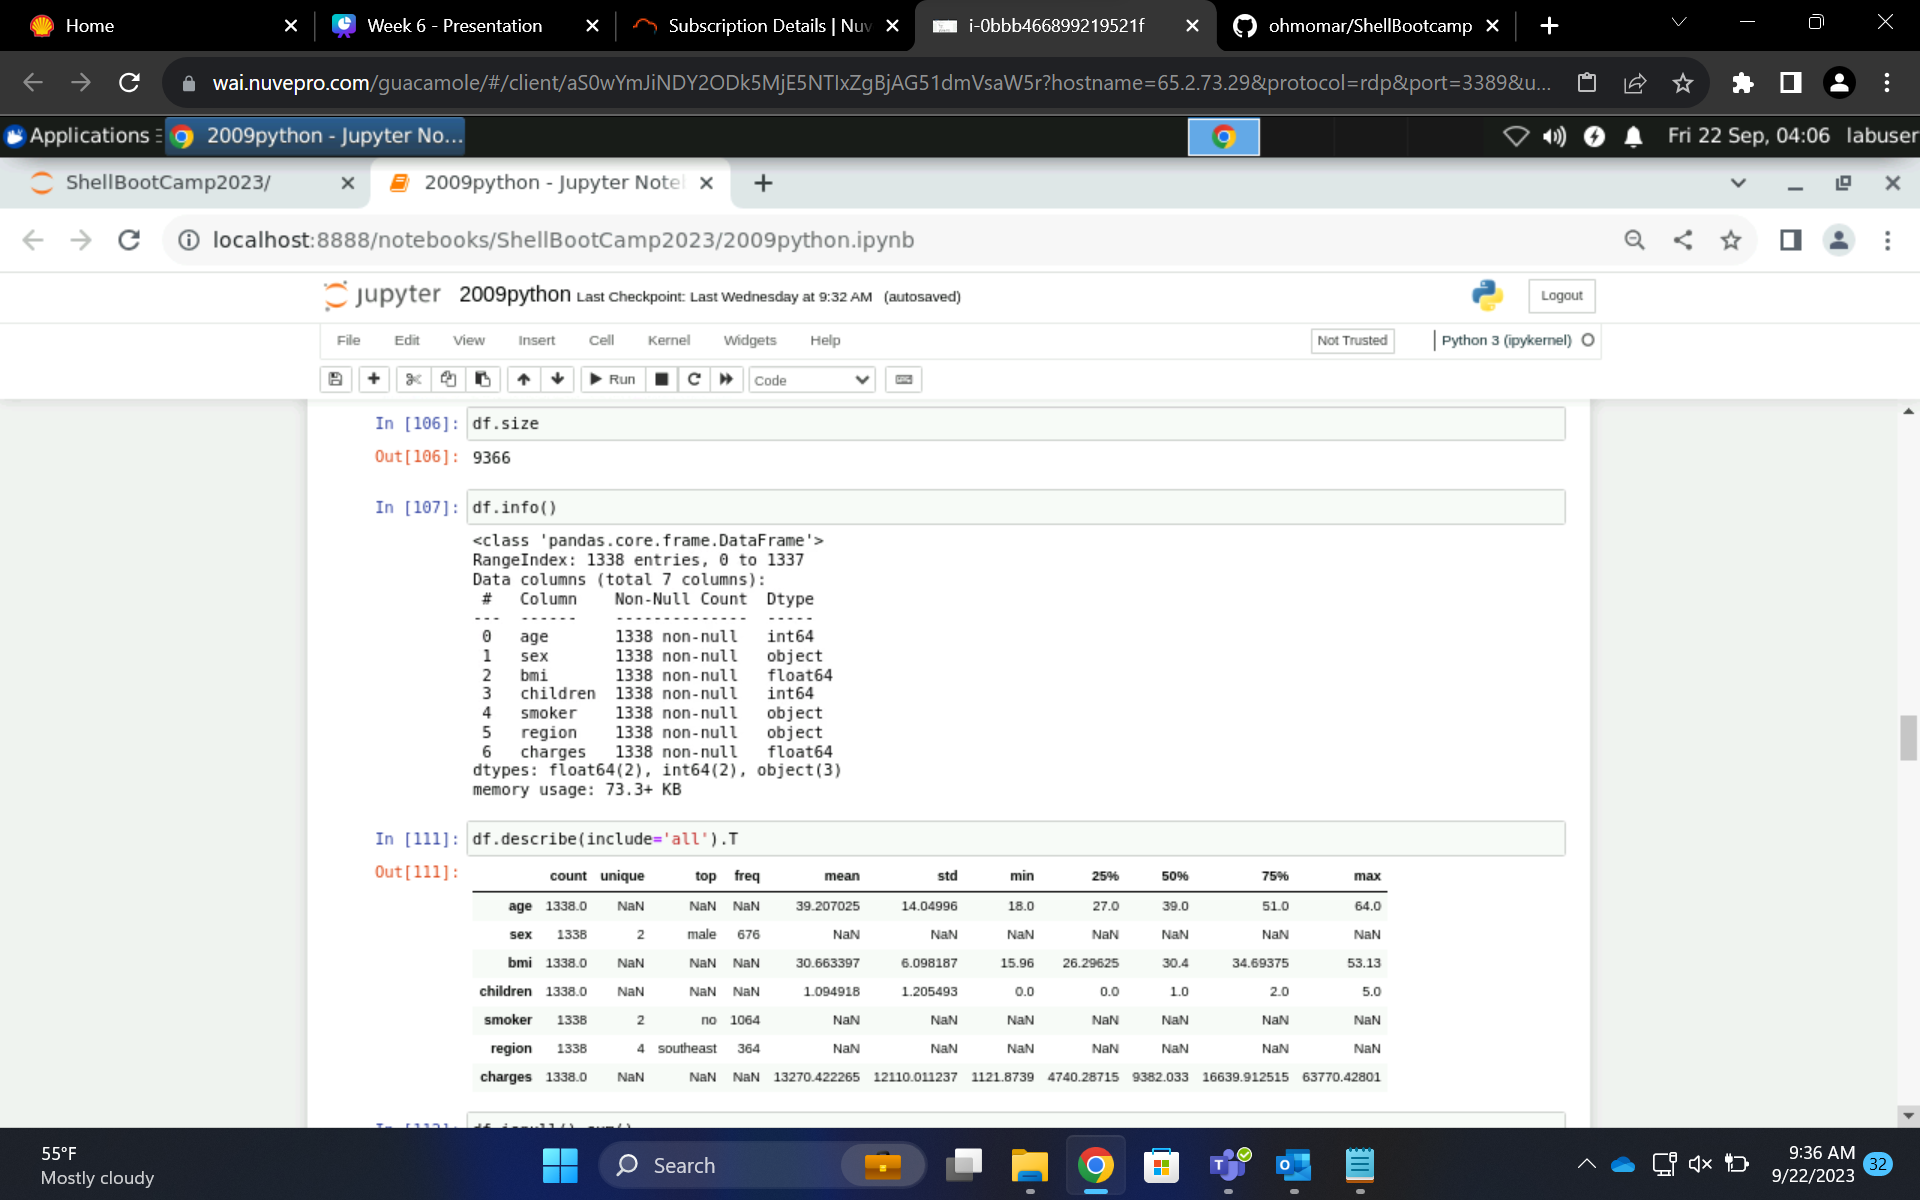 Home
Week 6 - Presentation
Subscription Details | Nuv
i-0bbb466899219521f
ohmomar/ShellBootcamp
wai.nuvepro.com/guacamole/#/client/aS0wYmJiNDY2ODk5MjE5NTIxZgBjAG51dmVsaW5r?hostname=65.2.73.29&protocol=rdp&port=3389&u...
Applications
2009python - Jupyter No...
Fri 22 Sep, 04:06 labuser
ShellBootCamp2023/
2009python - Jupyter Note
localhost:8888/notebooks/ShellBootCamp2023/2009python.ipynb
jupyter 2009python Last Checkpoint: Last Wednesday at 9:32 AM (autosaved)
Logout
File Edit View Insert Cell Kernel Widgets Help
Not Trusted
Python 3 (ipykernel)
Run
Code
In [106]: df.size
Out[106]: 9366
In [107]: df.info()
<class 'pandas.core.frame.DataFrame'>
RangeIndex: 1338 entries, 0 to 1337
Data columns (total 7 columns):
# Column Non-Null Count Dtype
--- ------ -------------- -----
0 age 1338 non-null int64
1 sex 1338 non-null object
2 bmi 1338 non-null float64
3 children 1338 non-null int64
4 smoker 1338 non-null object
5 region 1338 non-null object
6 charges 1338 non-null float64
dtypes: float64(2), int64(2), object(3)
memory usage: 73.3+ KB
In [111]: df.describe(include='all').T
Out[111]:
count unique top freq mean std min 25% 50% 75% max
age 1338.0 NaN NaN NaN 39.207025 14.04996 18.0 27.0 39.0 51.0 64.0
sex 1338 2 male 676 NaN NaN NaN NaN NaN NaN NaN
bmi 1338.0 NaN NaN NaN 30.663397 6.098187 15.96 26.29625 30.4 34.69375 53.13
children 1338.0 NaN NaN NaN 1.094918 1.205493 0.0 0.0 1.0 2.0 5.0
smoker 1338 2 no 1064 NaN NaN NaN NaN NaN NaN NaN
region 1338 4 southeast 364 NaN NaN NaN NaN NaN NaN NaN
charges 1338.0 NaN NaN NaN 13270.422265 12110.011237 1121.8739 4740.28715 9382.033 16639.912515 63770.42801
55°F
Mostly cloudy
Search
9:36 AM
9/22/2023
32